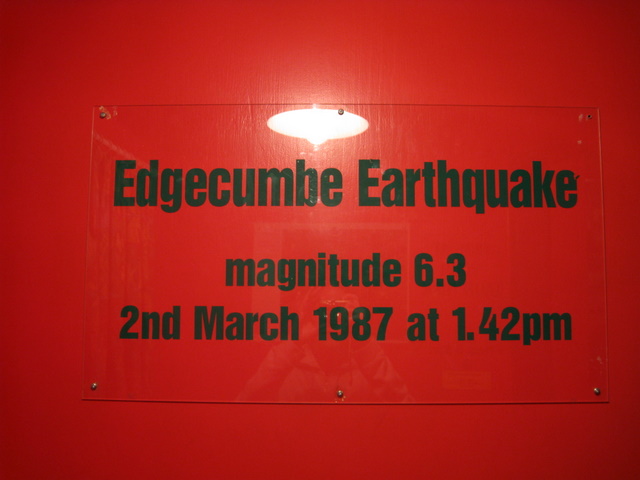 Edgecumbe Earthquake
magnitude 6.3
2nd March 1987 at 1.42pm